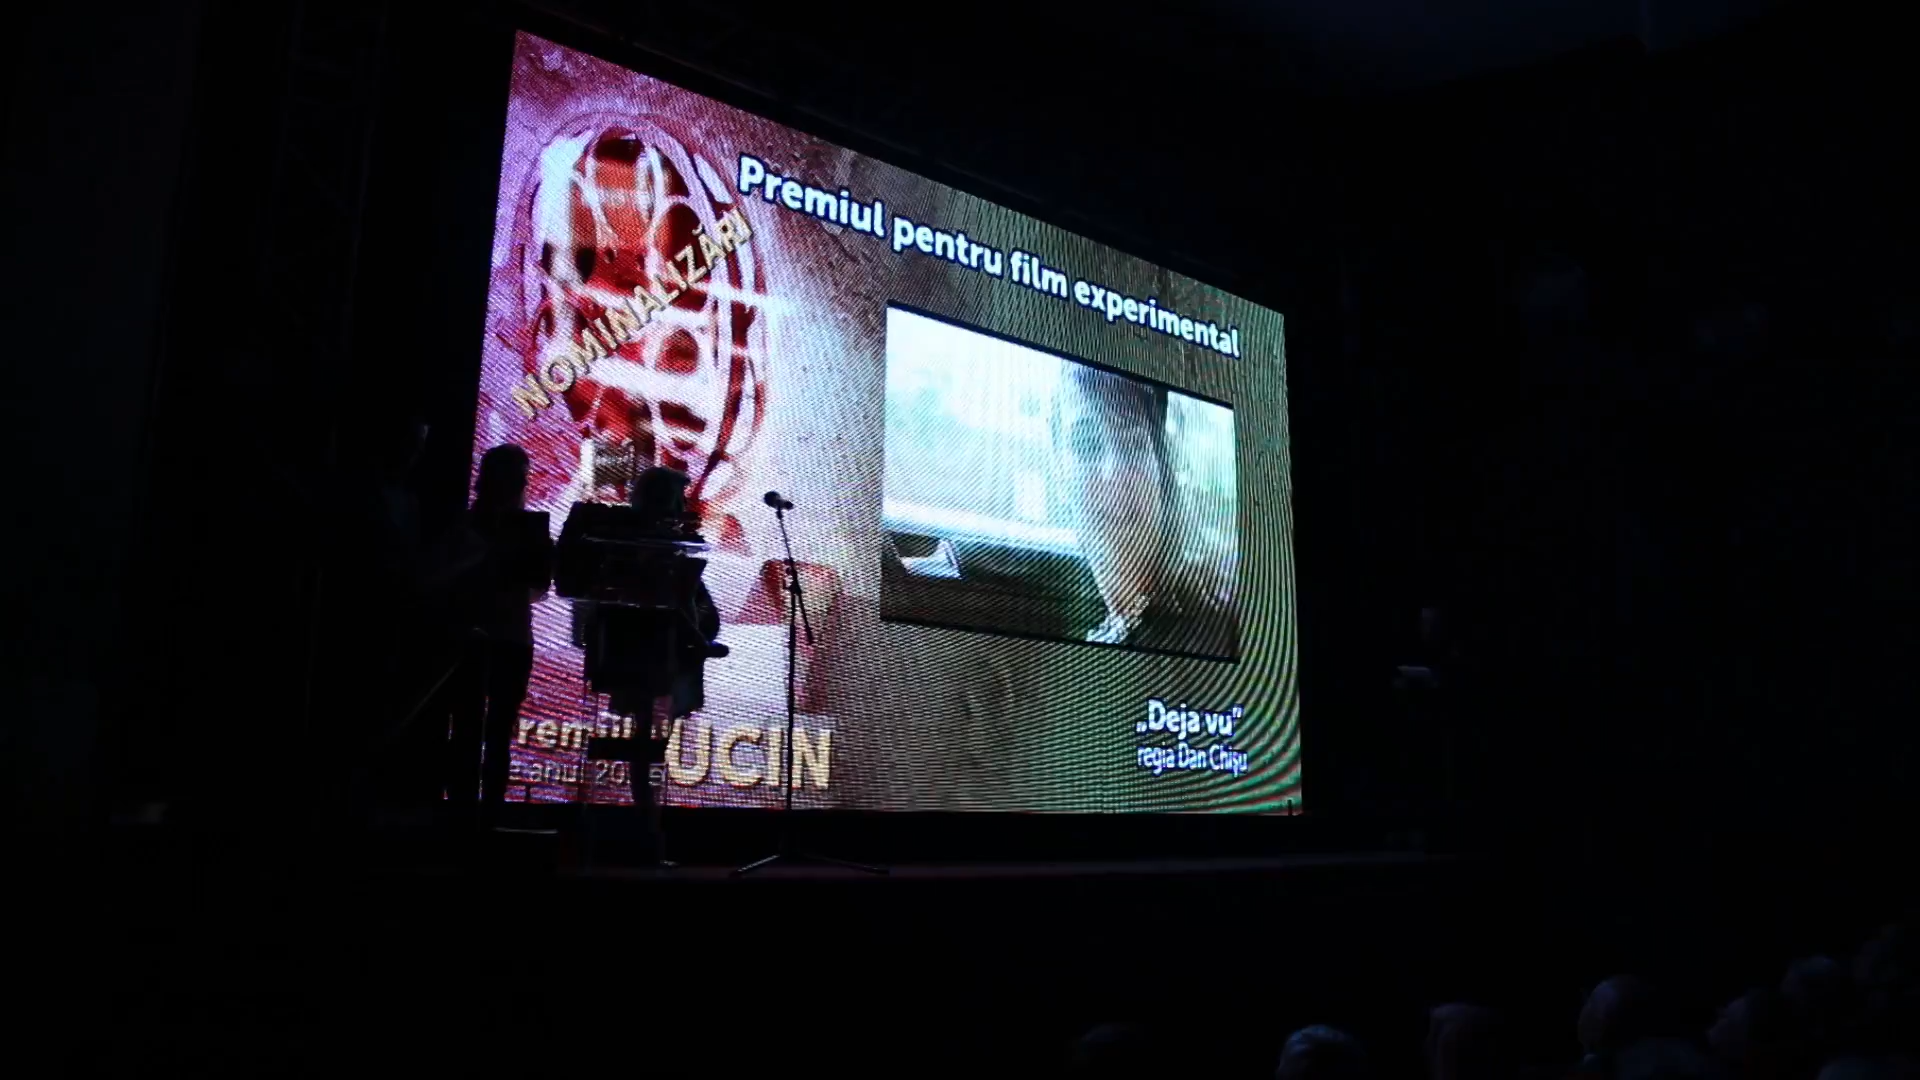 Premiul pentru film experimental
NOMINALIZĂRI
„Deja vu"
regia Dan Chișu
UCIN